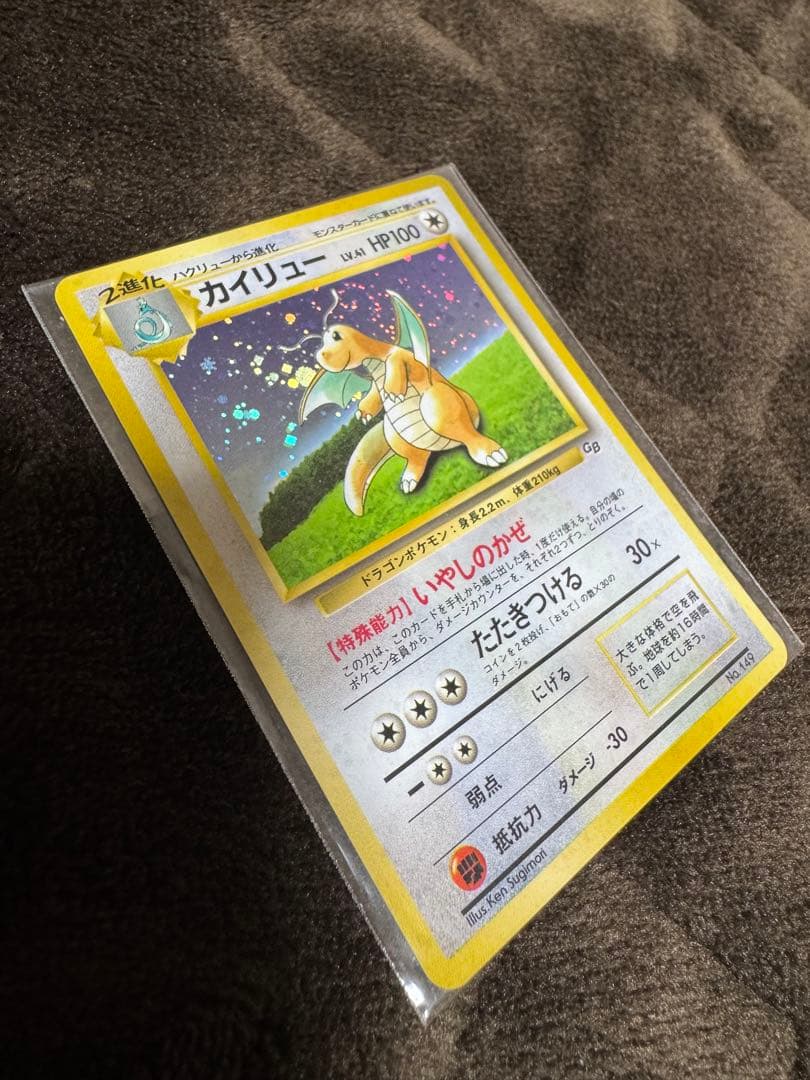 モンスターカードに重ねて使います。
2進化 ハクリューから進化
カイリュー LV.41 HP100
GB
ドラゴンポケモン：身長2.2m、体重210kg
【特殊能力】いやしのかぜ
この力は、このカードを手札から場に出した時、1度だけ使える。自分の場の
ポケモン全員から、ダメージカウンターを、それぞれ2つずつ、とりのぞく。
たたきつける 30×
コインを2枚投げ、「おもて」の数×30の
ダメージ。
にげる
弱点
抵抗力 ダメージ -30
大きな体格で空を飛
ぶ。地球を約16時間
で1周してしまう。
Illus. Ken Sugimori
No.149